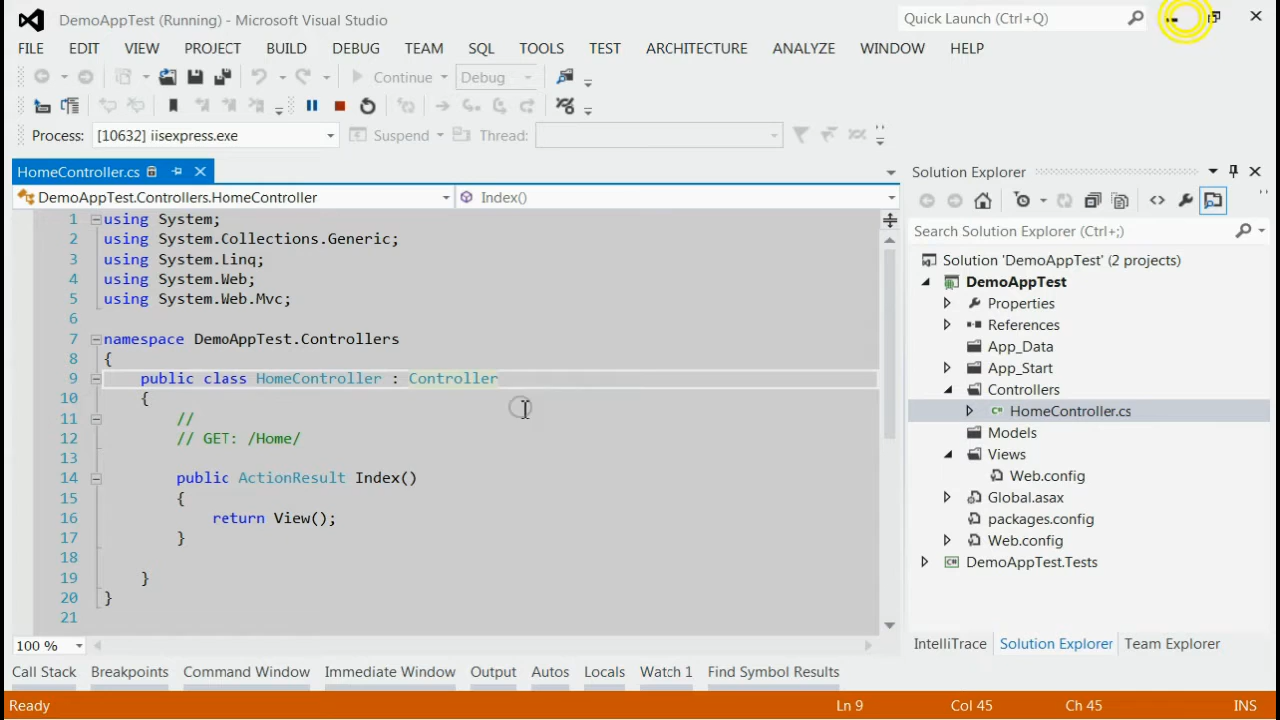 DemoAppTest (Running) - Microsoft Visual Studio
Quick Launch (Ctrl+Q)
FILE EDIT VIEW PROJECT BUILD DEBUG TEAM SQL TOOLS TEST ARCHITECTURE ANALYZE WINDOW HELP
Continue Debug
Process: [10632] iisexpress.exe Suspend Thread:
HomeController.cs
DemoAppTest.Controllers.HomeController Index()
1 using System;
2 using System.Collections.Generic;
3 using System.Linq;
4 using System.Web;
5 using System.Web.Mvc;
6
7 namespace DemoAppTest.Controllers
8 {
9 public class HomeController : Controller
10 {
11 //
12 // GET: /Home/
13
14 public ActionResult Index()
15 {
16 return View();
17 }
18
19 }
20 }
21
100 %
Solution Explorer
Search Solution Explorer (Ctrl+;)
Solution 'DemoAppTest' (2 projects)
DemoAppTest
Properties
References
App_Data
App_Start
Controllers
C# HomeController.cs
Models
Views
Web.config
Global.asax
packages.config
Web.config
C# DemoAppTest.Tests
IntelliTrace Solution Explorer Team Explorer
Call Stack Breakpoints Command Window Immediate Window Output Autos Locals Watch 1 Find Symbol Results
Ready Ln 9 Col 45 Ch 45 INS